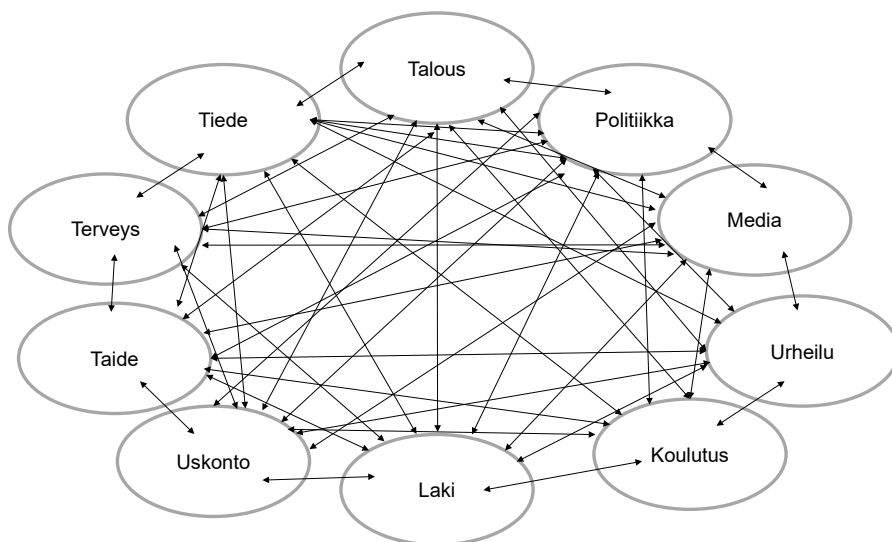 Talous
Tiede
Politiikka
Terveys
Media
Taide
Urheilu
Uskonto
Koulutus
Laki